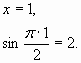 x = 1,
sin π·1/2 = 2.